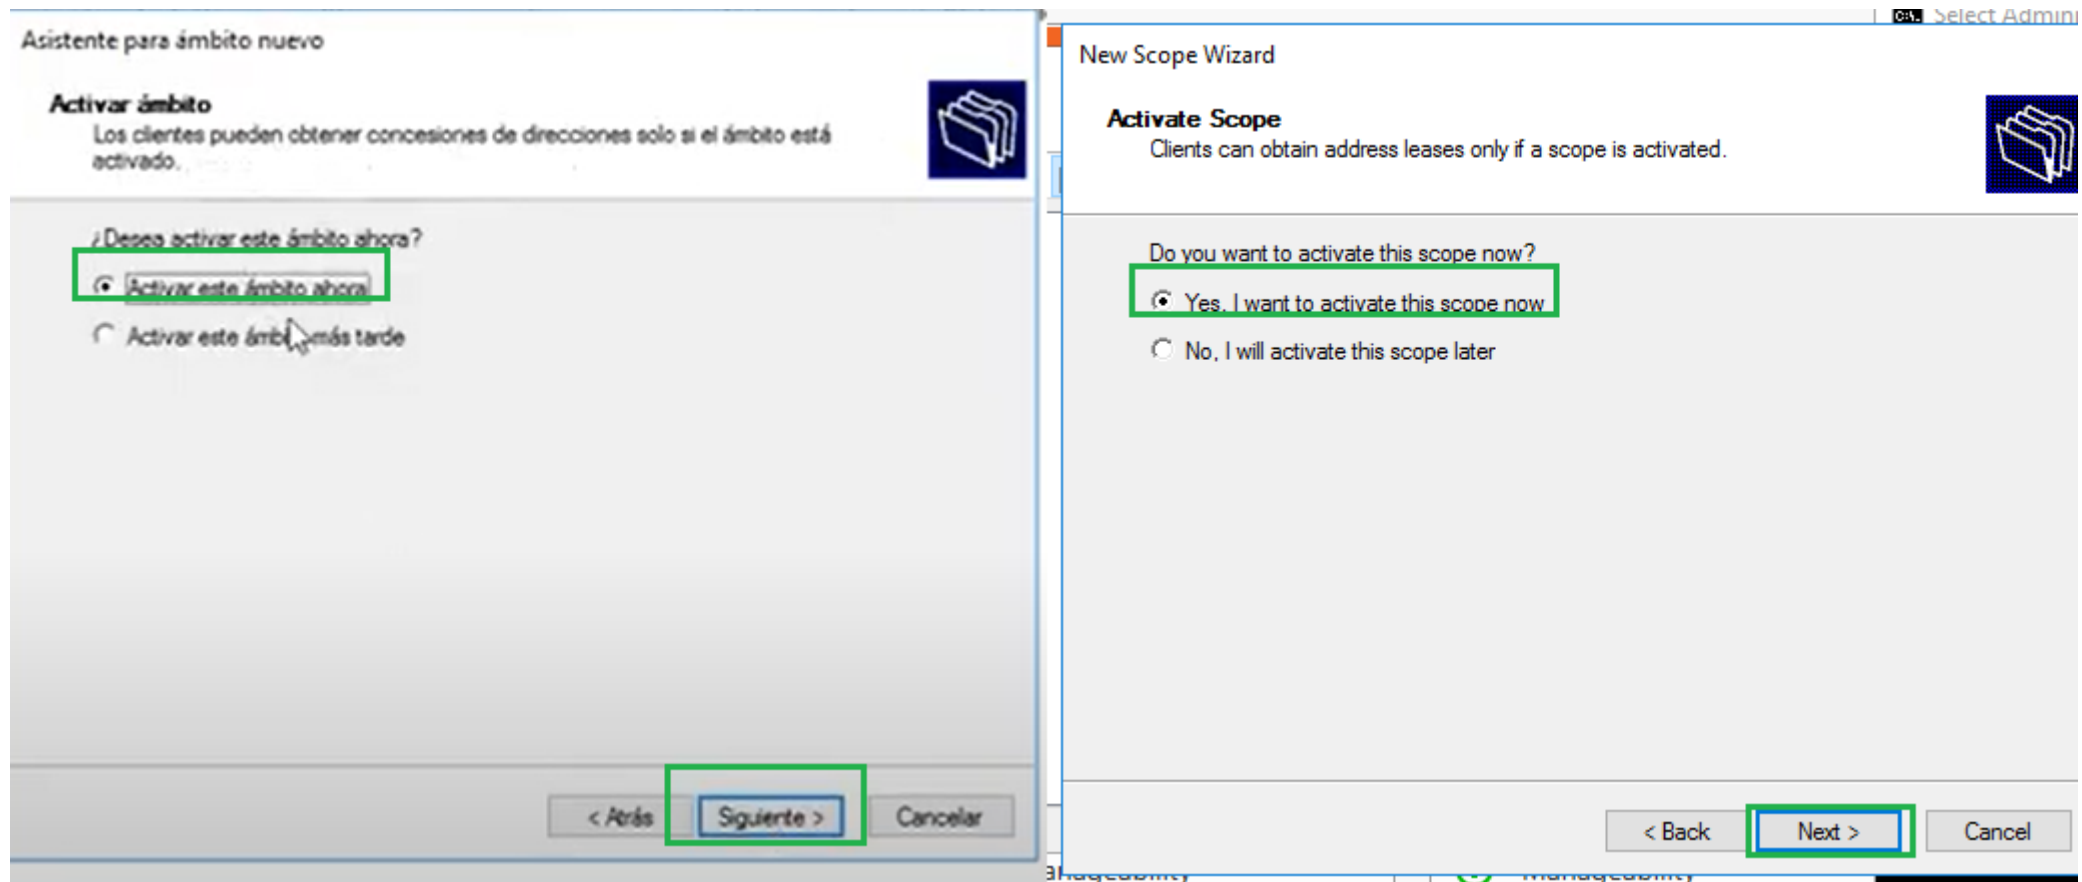 Asistente para ámbito nuevo
Activar ámbito
Los clientes pueden obtener concesiones de direcciones solo si el ámbito está
activado.
¿Desea activar este ámbito ahora?
Activar este ámbito ahora
Activar este más tarde
< Atrás
Siguiente >
Cancelar
Select Admin
New Scope Wizard
Activate Scope
Clients can obtain address leases only if a scope is activated.
Do you want to activate this scope now?
Yes, I want to activate this scope now
No, I will activate this scope later
< Back
Next >
Cancel